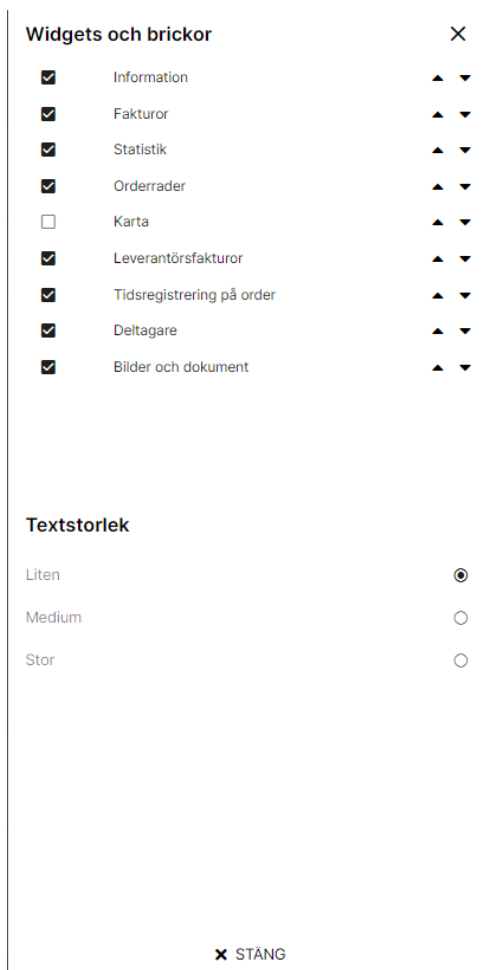 Widgets och brickor
Information
Fakturor
Statistik
Orderrader
Karta
Leverantörsfakturor
Tidsregistrering på order
Deltagare
Bilder och dokument
Textstorlek
Liten
Medium
Stor
STÄNG